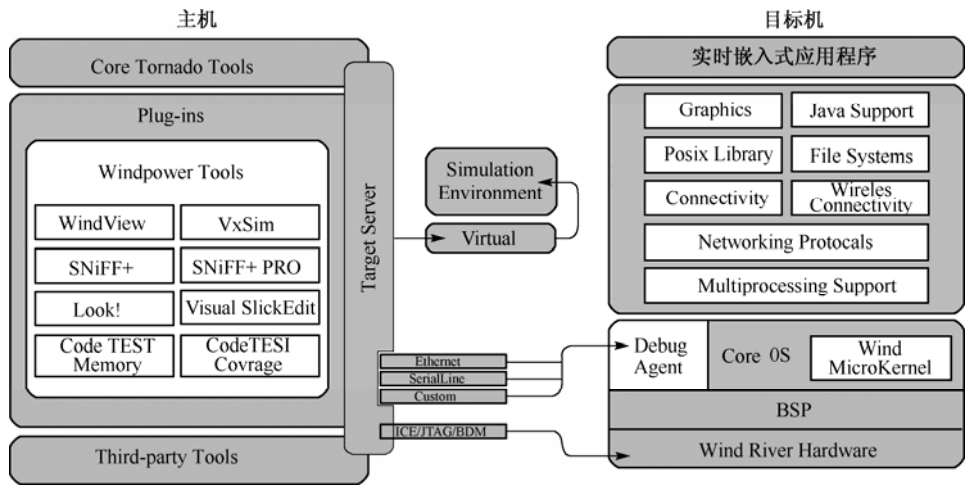 主机
目标机
Core Tornado Tools
Plug-ins
Windpower Tools
WindView
VxSim
SNiFF+
SNiFF+ PRO
Look!
Visual SlickEdit
Code TEST
Memory
CodeTESI
Covrage
Third-party Tools
Target Server
Simulation
Environment
Virtual
Ethernet
SerialLine
Custom
ICE/JTAG/BDM
实时嵌入式应用程序
Graphics
Java Support
Posix Library
File Systems
Connectivity
Wireles
Connectivity
Networking Protocals
Multiprocessing Support
Debug
Agent
Core 0S
Wind
MicroKernel
BSP
Wind River Hardware